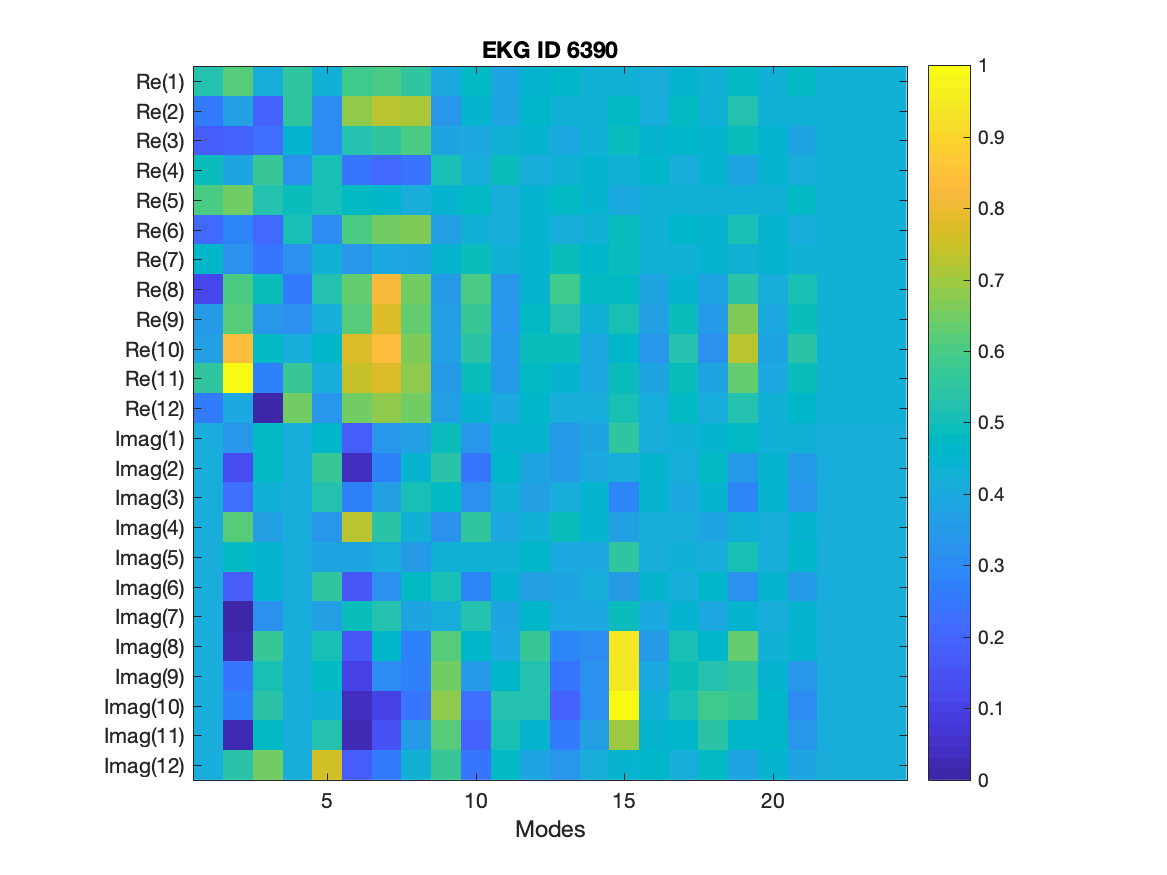 EKG ID 6390
Re(1)
Re(2)
Re(3)
Re(4)
Re(5)
Re(6)
Re(7)
Re(8)
Re(9)
Re(10)
Re(11)
Re(12)
Imag(1)
Imag(2)
Imag(3)
Imag(4)
Imag(5)
Imag(6)
Imag(7)
Imag(8)
Imag(9)
Imag(10)
Imag(11)
Imag(12)
5 10 15 20
Modes
1
0.9
0.8
0.7
0.6
0.5
0.4
0.3
0.2
0.1
0